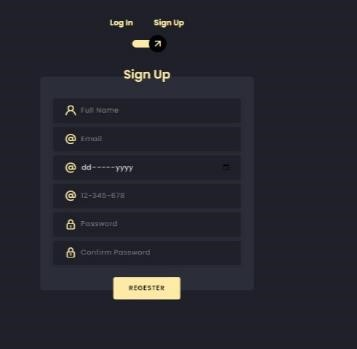 Log In Sign Up
Sign Up
Full Name
Email
dd-----yyyy
12-345-678
Password
Confirm Password
REGESTER